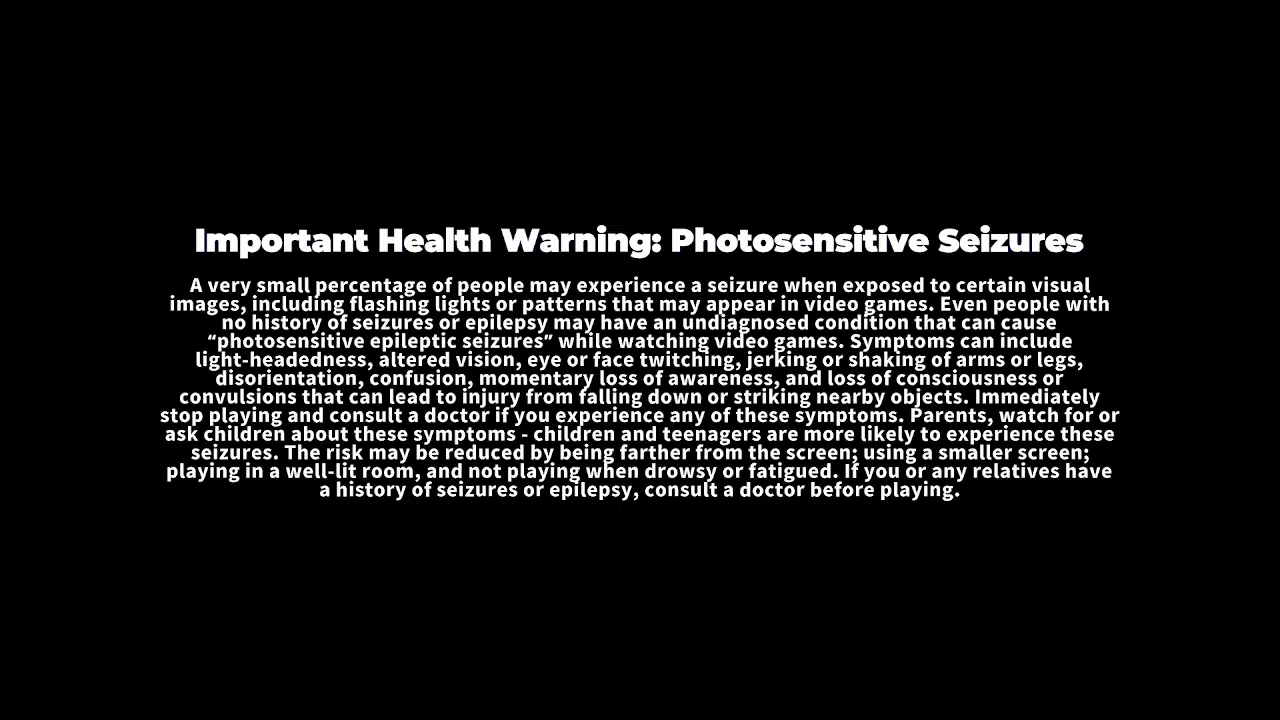 Important Health Warning: Photosensitive Seizures
A very small percentage of people may experience a seizure when exposed to certain visual
images, including flashing lights or patterns that may appear in video games. Even people with
no history of seizures or epilepsy may have an undiagnosed condition that can cause
“photosensitive epileptic seizures” while watching video games. Symptoms can include
light-headedness, altered vision, eye or face twitching, jerking or shaking of arms or legs,
disorientation, confusion, momentary loss of awareness, and loss of consciousness or
convulsions that can lead to injury from falling down or striking nearby objects. Immediately
stop playing and consult a doctor if you experience any of these symptoms. Parents, watch for or
ask children about these symptoms - children and teenagers are more likely to experience these
seizures. The risk may be reduced by being farther from the screen; using a smaller screen;
playing in a well-lit room, and not playing when drowsy or fatigued. If you or any relatives have
a history of seizures or epilepsy, consult a doctor before playing.